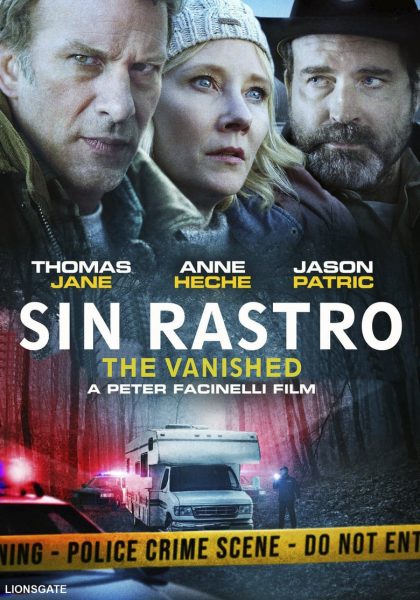 THOMAS JANE
ANNE HECHE
JASON PATRIC
SIN RASTRO
THE VANISHED
A PETER FACINELLI FILM
NING - POLICE CRIME SCENE - DO NOT ENT
LIONSGATE